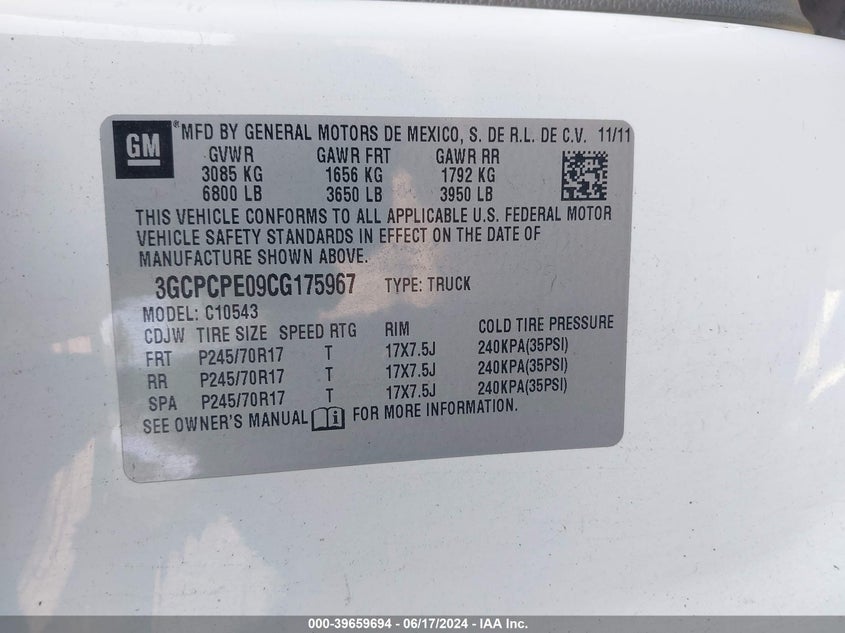 GM ® MFD BY GENERAL MOTORS DE MEXICO, S. DE R.L. DE C.V. 11/11
GVWR GAWR FRT GAWR RR
3085 KG 1656 KG 1792 KG
6800 LB 3650 LB 3950 LB
THIS VEHICLE CONFORMS TO ALL APPLICABLE U.S. FEDERAL MOTOR
VEHICLE SAFETY STANDARDS IN EFFECT ON THE DATE OF
MANUFACTURE SHOWN ABOVE.
3GCPCPE09CG175967 TYPE: TRUCK
MODEL: C10543
CDJW TIRE SIZE SPEED RTG RIM COLD TIRE PRESSURE
FRT P245/70R17 T 17X7.5J 240KPA(35PSI)
RR P245/70R17 T 17X7.5J 240KPA(35PSI)
SPA P245/70R17 T 17X7.5J 240KPA(35PSI)
SEE OWNER'S MANUAL i FOR MORE INFORMATION.
000-39659694 - 06/17/2024 - IAA Inc.